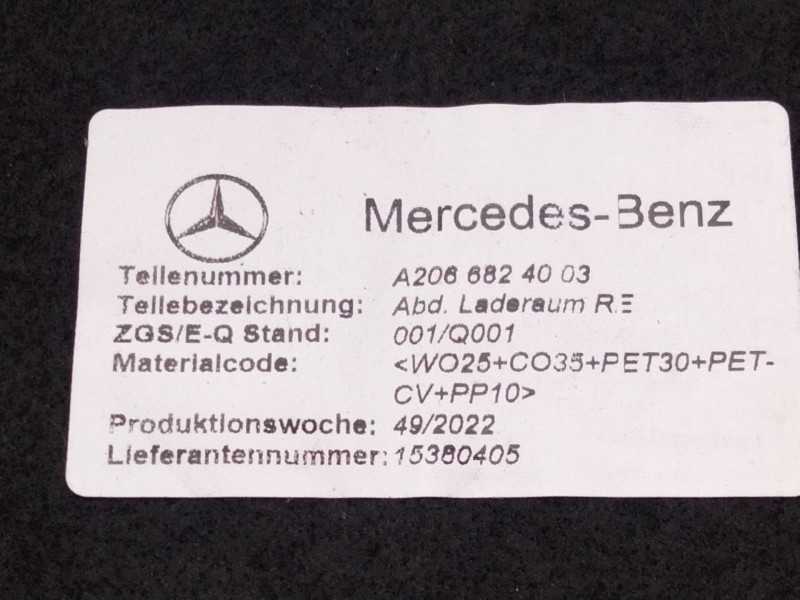 Mercedes-Benz
Teilenummer: A206 682 40 03
Teilebezeichnung: Abd. Laderaum RE
ZGS/E-Q Stand: 001/Q001
Materialcode: <WO25+CO35+PET30+PET-
CV+PP10>
Produktionswoche: 49/2022
Lieferantennummer: 15380405